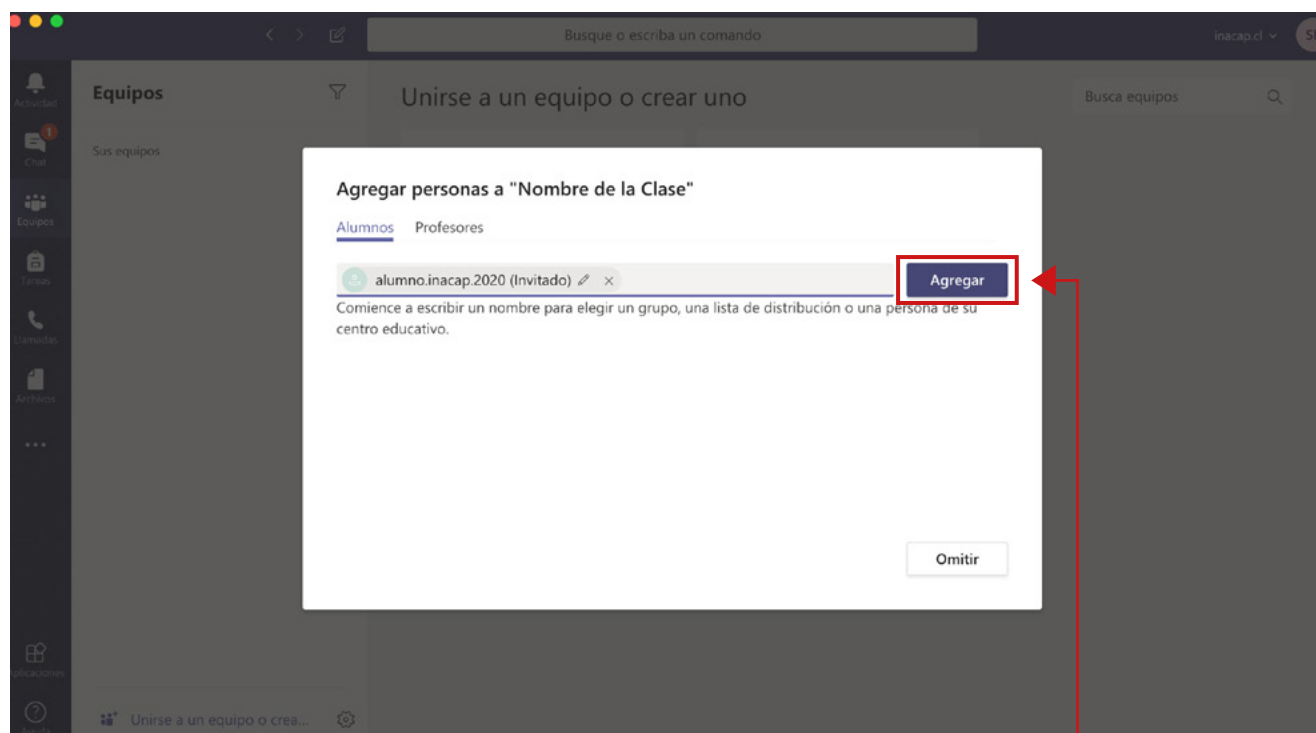 Busque o escriba un comando
inacap.cl
Actividad
Chat
1
Equipos
Tareas
Llamadas
Archivos
Equipos
Sus equipos
Unirse a un equipo o crear uno
Busca equipos
Agregar personas a "Nombre de la Clase"
Alumnos Profesores
alumno.inacap.2020 (Invitado)
Agregar
Comience a escribir un nombre para elegir un grupo, una lista de distribución o una persona de su
centro educativo.
Omitir
Unirse a un equipo o crea...